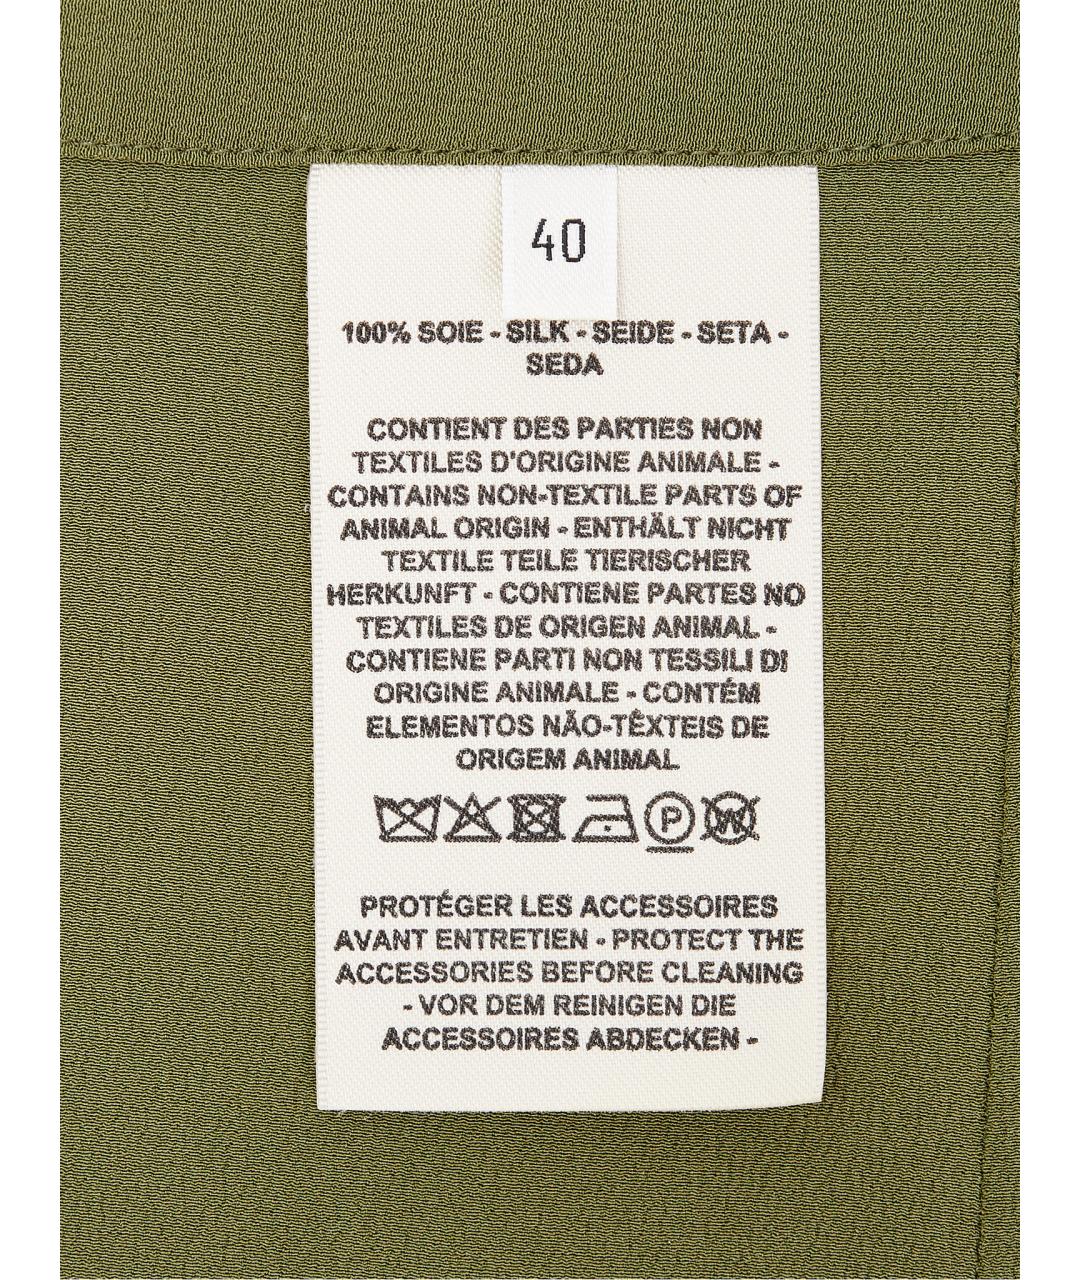 40
100% SOIE - SILK - SEIDE - SETA -
SEDA
CONTIENT DES PARTIES NON
TEXTILES D'ORIGINE ANIMALE -
CONTAINS NON-TEXTILE PARTS OF
ANIMAL ORIGIN - ENTHÄLT NICHT
TEXTILE TEILE TIERISCHER
HERKUNFT - CONTIENE PARTES NO
TEXTILES DE ORIGEN ANIMAL -
CONTIENE PARTI NON TESSILI DI
ORIGINE ANIMALE - CONTÉM
ELEMENTOS NÃO-TÊXTEIS DE
ORIGEM ANIMAL
P W
PROTÉGER LES ACCESSOIRES
AVANT ENTRETIEN - PROTECT THE
ACCESSORIES BEFORE CLEANING
- VOR DEM REINIGEN DIE
ACCESSOIRES ABDECKEN -